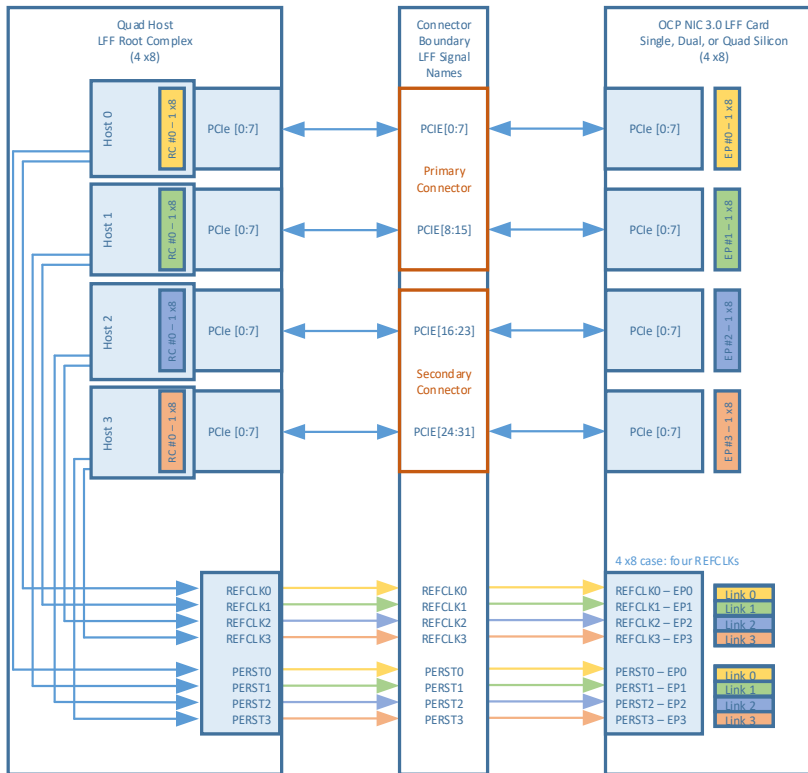 Quad Host
LFF Root Complex
(4 x8)
Connector
Boundary
LFF Signal
Names
OCP NIC 3.0 LFF Card
Single, Dual, or Quad Silicon
(4 x8)
Host 0
RC #0 – 1 x8
PCIe [0:7]
PCIE[0:7]
PCIe [0:7]
EP #0 – 1 x8
Primary
Connector
Host 1
RC #0 – 1 x8
PCIe [0:7]
PCIE[8:15]
PCIe [0:7]
EP #1 – 1 x8
Host 2
RC #0 – 1 x8
PCIe [0:7]
PCIE[16:23]
PCIe [0:7]
EP #2 – 1 x8
Secondary
Connector
Host 3
RC #0 – 1 x8
PCIe [0:7]
PCIE[24:31]
PCIe [0:7]
EP #3 – 1 x8
4 x8 case: four REFCLKs
REFCLK0
REFCLK1
REFCLK2
REFCLK3
REFCLK0
REFCLK1
REFCLK2
REFCLK3
REFCLK0 – EP0
REFCLK1 – EP1
REFCLK2 – EP2
REFCLK3 – EP3
Link 0
Link 1
Link 2
Link 3
PERST0
PERST1
PERST2
PERST3
PERST0
PERST1
PERST2
PERST3
PERST0 – EP0
PERST1 – EP1
PERST2 – EP2
PERST3 – EP3
Link 0
Link 1
Link 2
Link 3